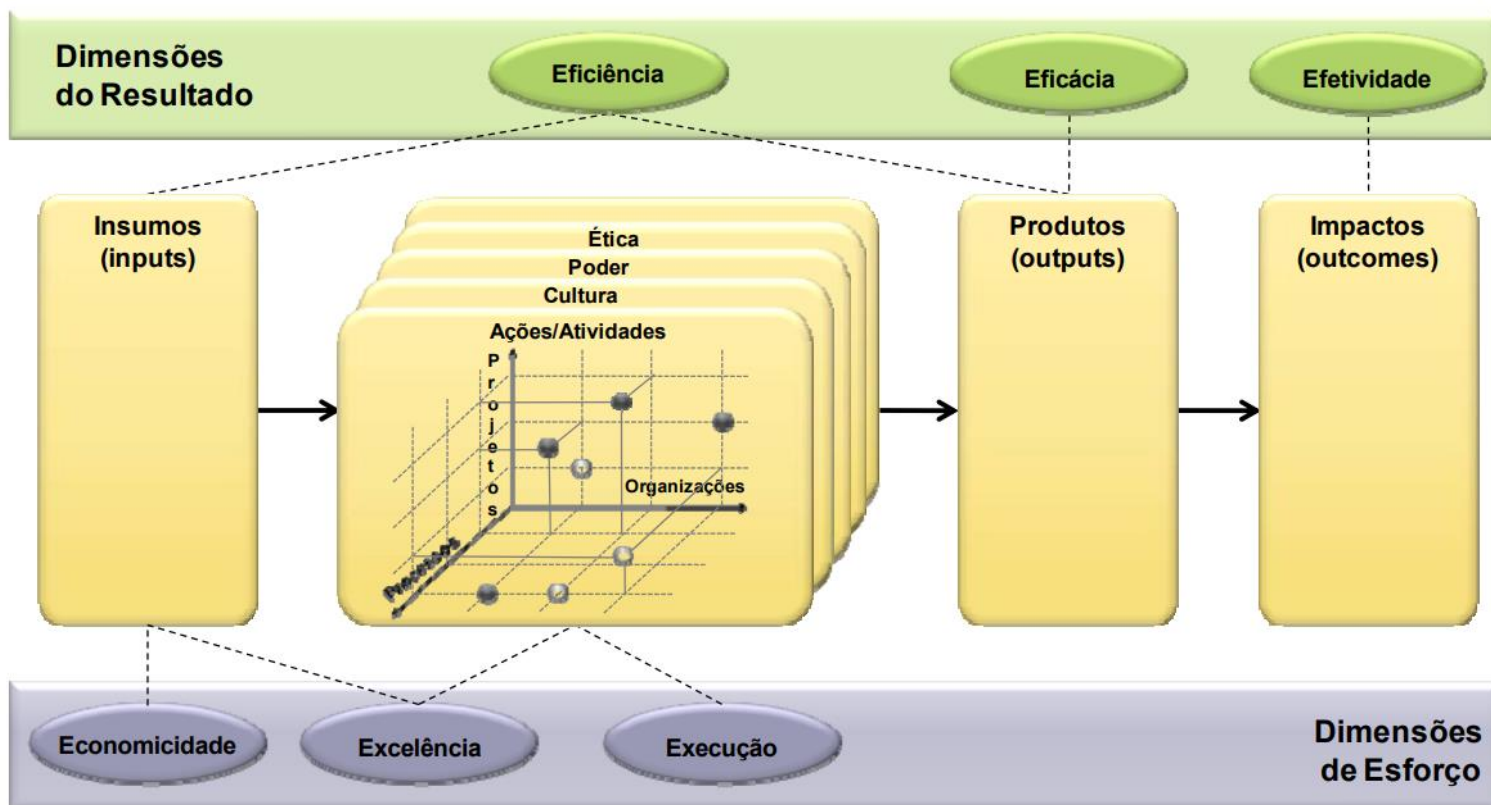 Dimensões
do Resultado
Eficiência
Eficácia
Efetividade
Insumos
(inputs)
Ética
Poder
Cultura
Ações/Atividades
Projetos
Organizações
Processos
Produtos
(outputs)
Impactos
(outcomes)
Economicidade
Excelência
Execução
Dimensões
de Esforço